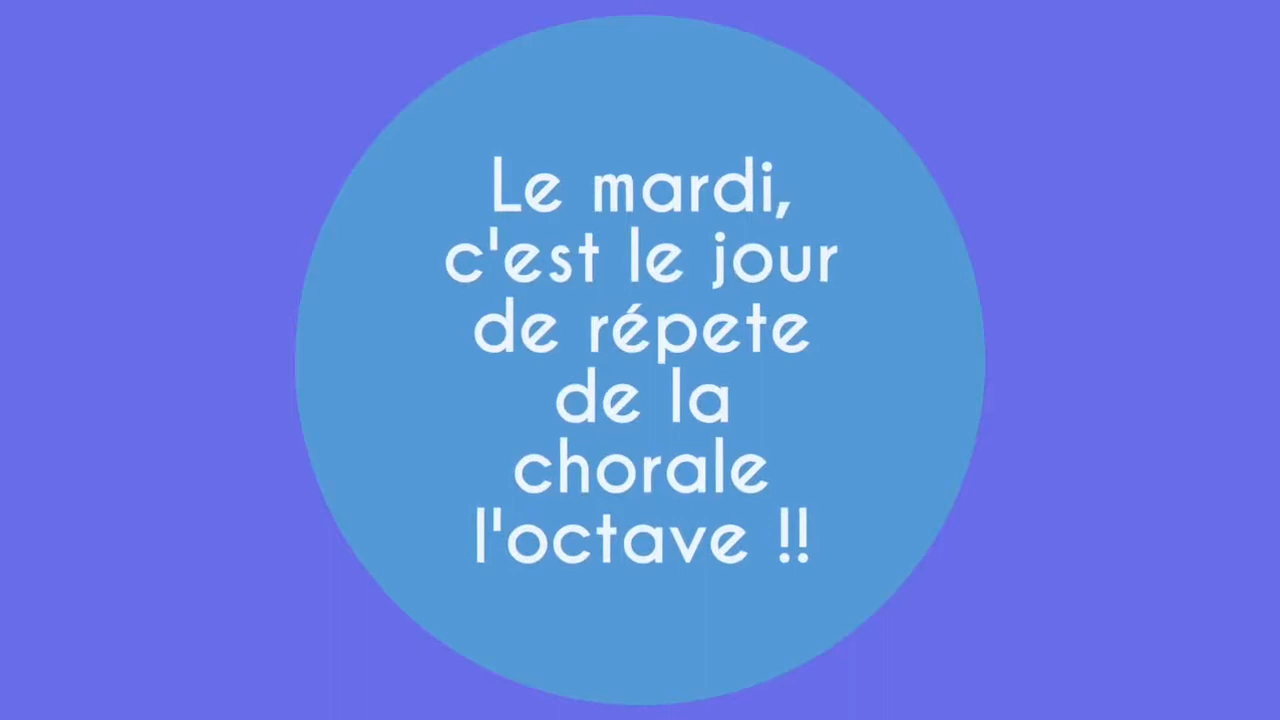 Le mardi,
c'est le jour
de répete
de la
chorale
l'octave !!